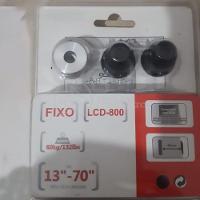 FIXO LCD-800
60kg/132lbs
13"-70"